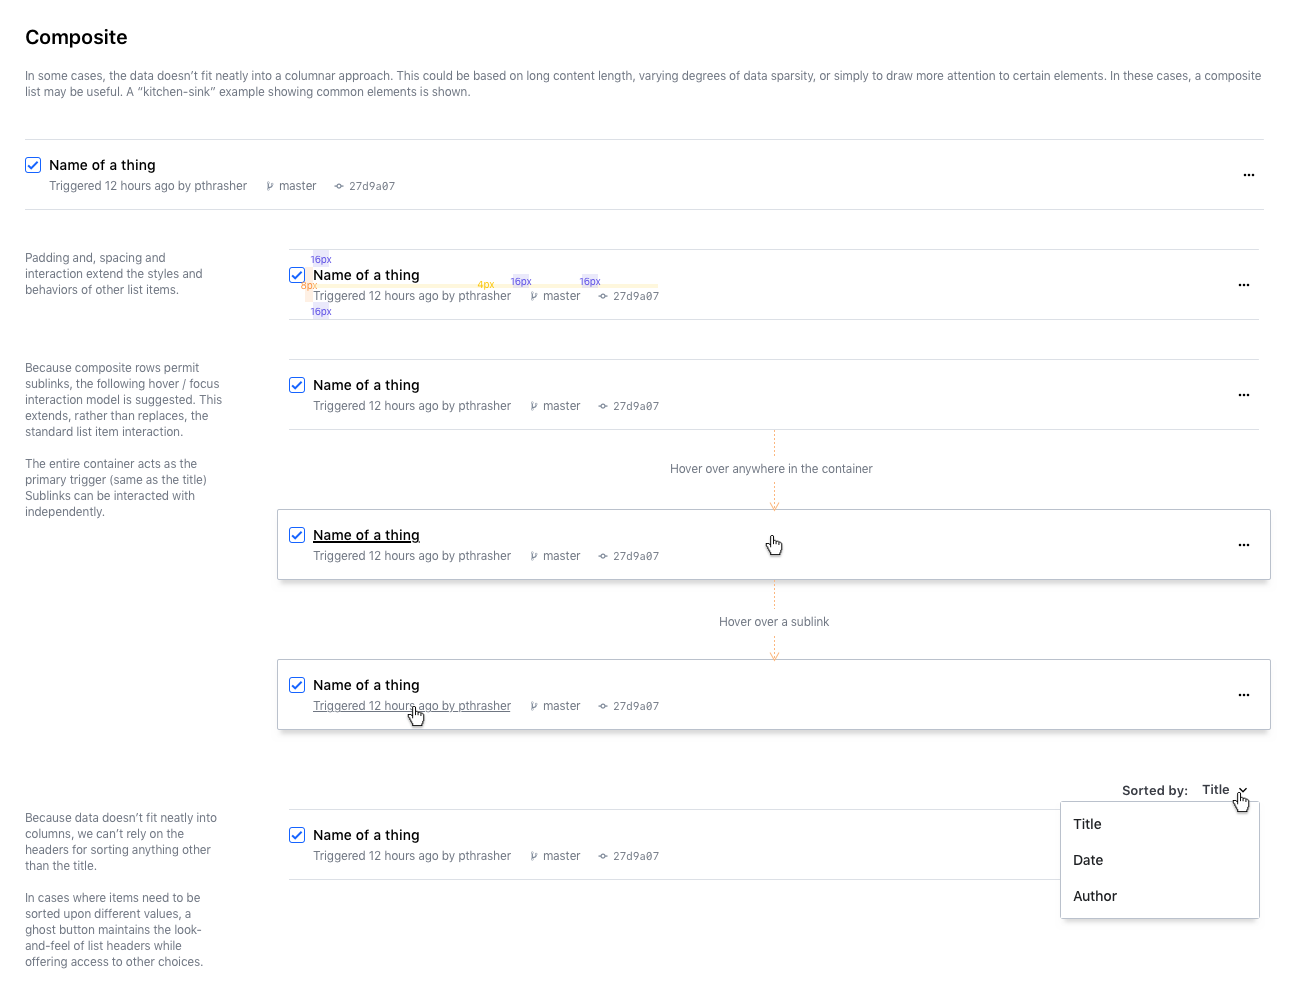 Composite
In some cases, the data doesn’t fit neatly into a columnar approach. This could be based on long content length, varying degrees of data sparsity, or simply to draw more attention to certain elements. In these cases, a composite
list may be useful. A “kitchen-sink” example showing common elements is shown.
Name of a thing
Triggered 12 hours ago by pthrasher master 27d9a07
Padding and, spacing and
interaction extend the styles and
behaviors of other list items.
16px
Name of a thing
8px 4px 16px 16px
Triggered 12 hours ago by pthrasher master 27d9a07
16px
Because composite rows permit
sublinks, the following hover / focus
interaction model is suggested. This
extends, rather than replaces, the
standard list item interaction.
The entire container acts as the
primary trigger (same as the title)
Sublinks can be interacted with
independently.
Name of a thing
Triggered 12 hours ago by pthrasher master 27d9a07
Hover over anywhere in the container
Name of a thing
Triggered 12 hours ago by pthrasher master 27d9a07
Hover over a sublink
Name of a thing
Triggered 12 hours ago by pthrasher master 27d9a07
Sorted by: Title
Because data doesn’t fit neatly into
columns, we can’t rely on the
headers for sorting anything other
than the title.
In cases where items need to be
sorted upon different values, a
ghost button maintains the look-
and-feel of list headers while
offering access to other choices.
Name of a thing
Triggered 12 hours ago by pthrasher master 27d9a07
Title
Date
Author